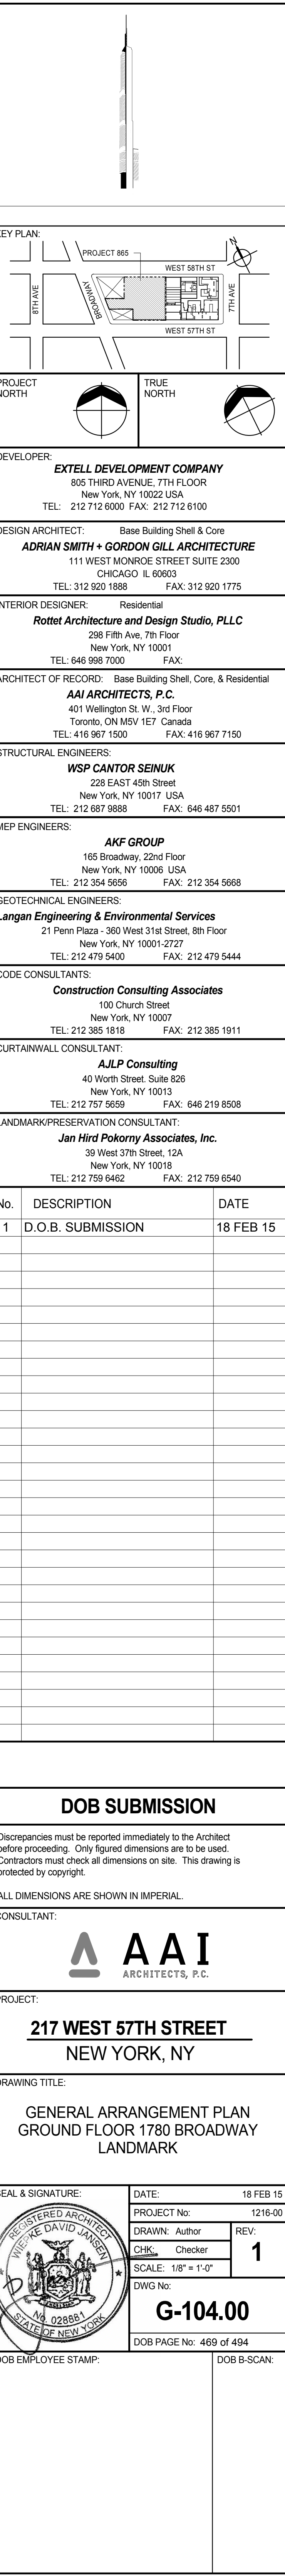 KEY PLAN:
N
PROJECT 865
WEST 58TH ST
8TH AVE
BROADWAY
7TH AVE
WEST 57TH ST
PROJECT
NORTH
TRUE
NORTH
DEVELOPER:
EXTELL DEVELOPMENT COMPANY
805 THIRD AVENUE, 7TH FLOOR
New York, NY 10022 USA
TEL: 212 712 6000 FAX: 212 712 6100
DESIGN ARCHITECT: Base Building Shell & Core
ADRIAN SMITH + GORDON GILL ARCHITECTURE
111 WEST MONROE STREET SUITE 2300
CHICAGO IL 60603
TEL: 312 920 1888 FAX: 312 920 1775
INTERIOR DESIGNER: Residential
Rottet Architecture and Design Studio, PLLC
298 Fifth Ave, 7th Floor
New York, NY 10001
TEL: 646 998 7000 FAX:
ARCHITECT OF RECORD: Base Building Shell, Core, & Residential
AAI ARCHITECTS, P.C.
401 Wellington St. W., 3rd Floor
Toronto, ON M5V 1E7 Canada
TEL: 416 967 1500 FAX: 416 967 7150
STRUCTURAL ENGINEERS:
WSP CANTOR SEINUK
228 EAST 45th Street
New York, NY 10017 USA
TEL: 212 687 9888 FAX: 646 487 5501
MEP ENGINEERS:
AKF GROUP
165 Broadway, 22nd Floor
New York, NY 10006 USA
TEL: 212 354 5656 FAX: 212 354 5668
GEOTECHNICAL ENGINEERS:
Langan Engineering & Environmental Services
21 Penn Plaza - 360 West 31st Street, 8th Floor
New York, NY 10001-2727
TEL: 212 479 5400 FAX: 212 479 5444
CODE CONSULTANTS:
Construction Consulting Associates
100 Church Street
New York, NY 10007
TEL: 212 385 1818 FAX: 212 385 1911
CURTAINWALL CONSULTANT:
AJLP Consulting
40 Worth Street. Suite 826
New York, NY 10013
TEL: 212 757 5659 FAX: 646 219 8508
LANDMARK/PRESERVATION CONSULTANT:
Jan Hird Pokorny Associates, Inc.
39 West 37th Street, 12A
New York, NY 10018
TEL: 212 759 6462 FAX: 212 759 6540
No. DESCRIPTION DATE
1 D.O.B. SUBMISSION 18 FEB 15
DOB SUBMISSION
Discrepancies must be reported immediately to the Architect
before proceeding. Only figured dimensions are to be used.
Contractors must check all dimensions on site. This drawing is
protected by copyright.
ALL DIMENSIONS ARE SHOWN IN IMPERIAL.
CONSULTANT:
AAI
ARCHITECTS, P.C.
PROJECT:
217 WEST 57TH STREET
NEW YORK, NY
DRAWING TITLE:
GENERAL ARRANGEMENT PLAN
GROUND FLOOR 1780 BROADWAY
LANDMARK
SEAL & SIGNATURE:
REGISTERED ARCHITECT
WIEPKE DAVID JANSEN
No. 028881
STATE OF NEW YORK
DATE: 18 FEB 15
PROJECT No: 1216-00
DRAWN: Author
REV:
CHK: Checker
1
SCALE: 1/8" = 1'-0"
DWG No:
G-104.00
DOB PAGE No: 469 of 494
DOB EMPLOYEE STAMP:
DOB B-SCAN: